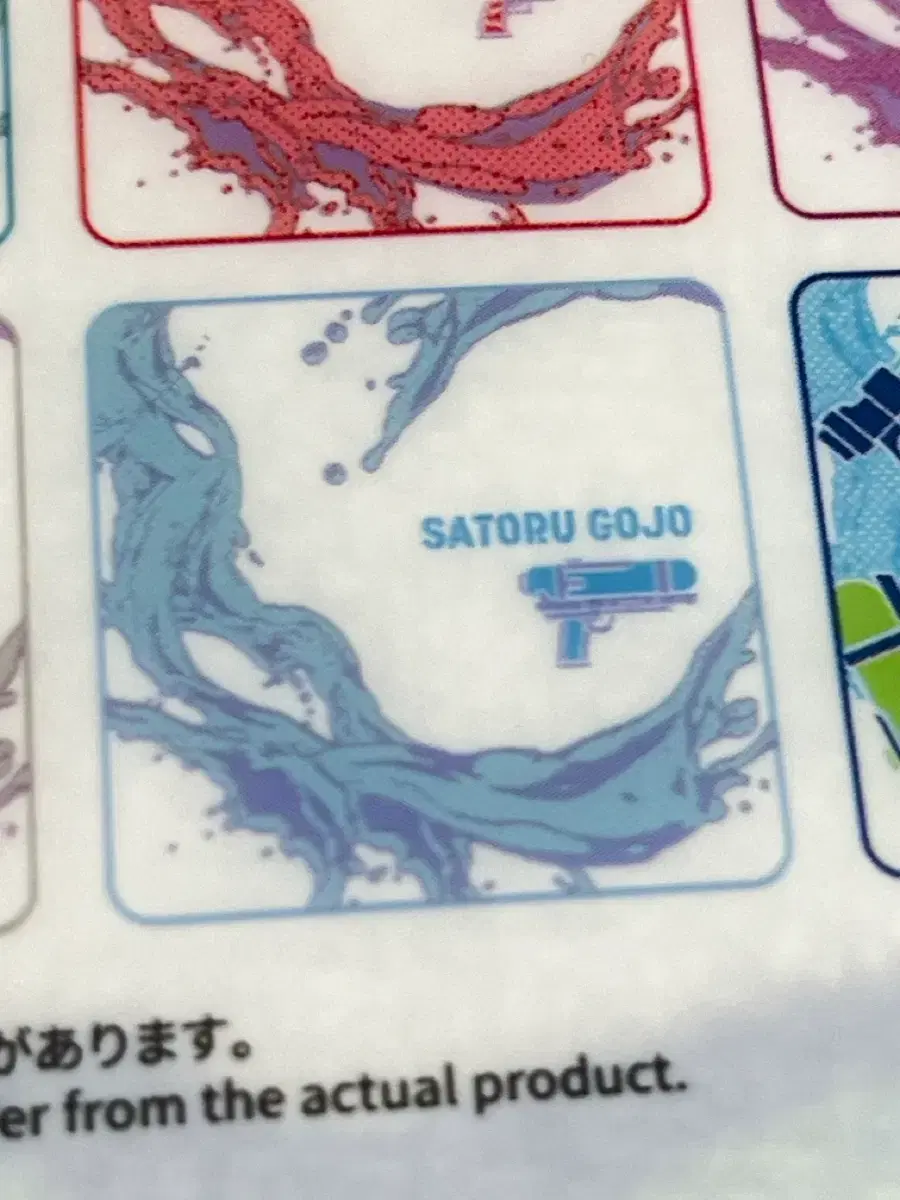 SATORU GOJO
があります。
er from the actual product.